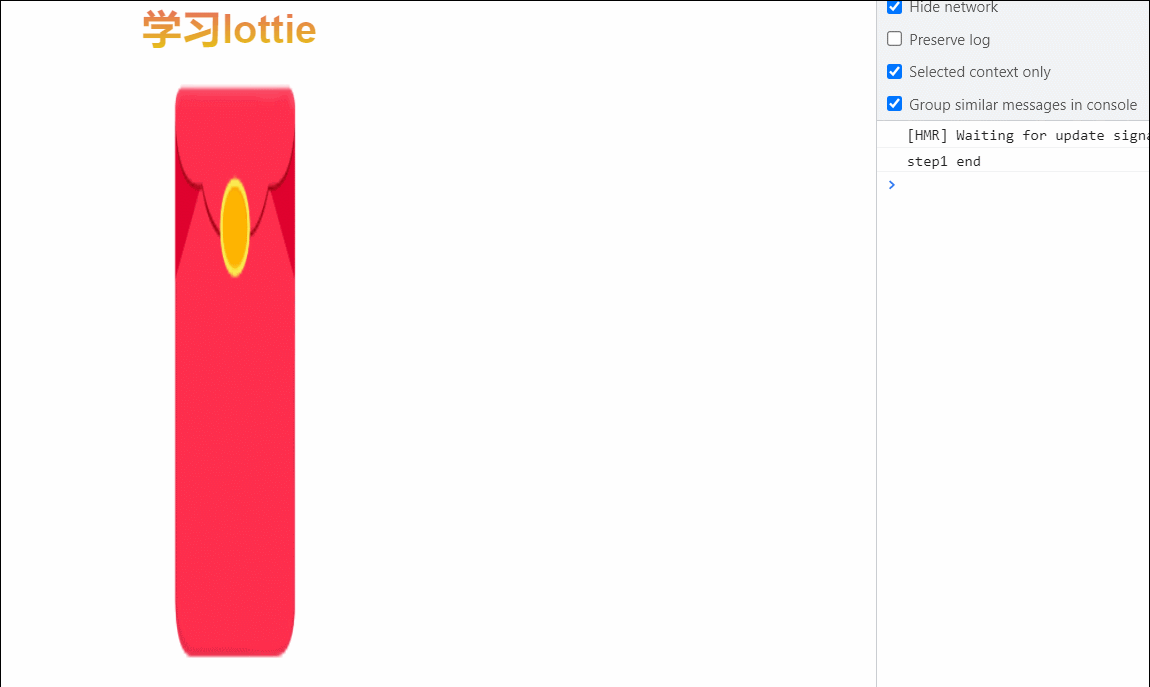 学习lottie
Hide network
Preserve log
Selected context only
Group similar messages in console
[HMR] Waiting for update signa
step1 end